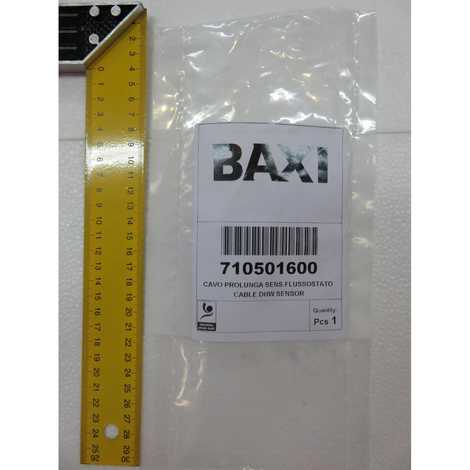 BAXI
710501600
CAVO PROLUNGA SENS.FLUSSOSTATO
CABLE DHW SENSOR
Quantity:
Pcs 1